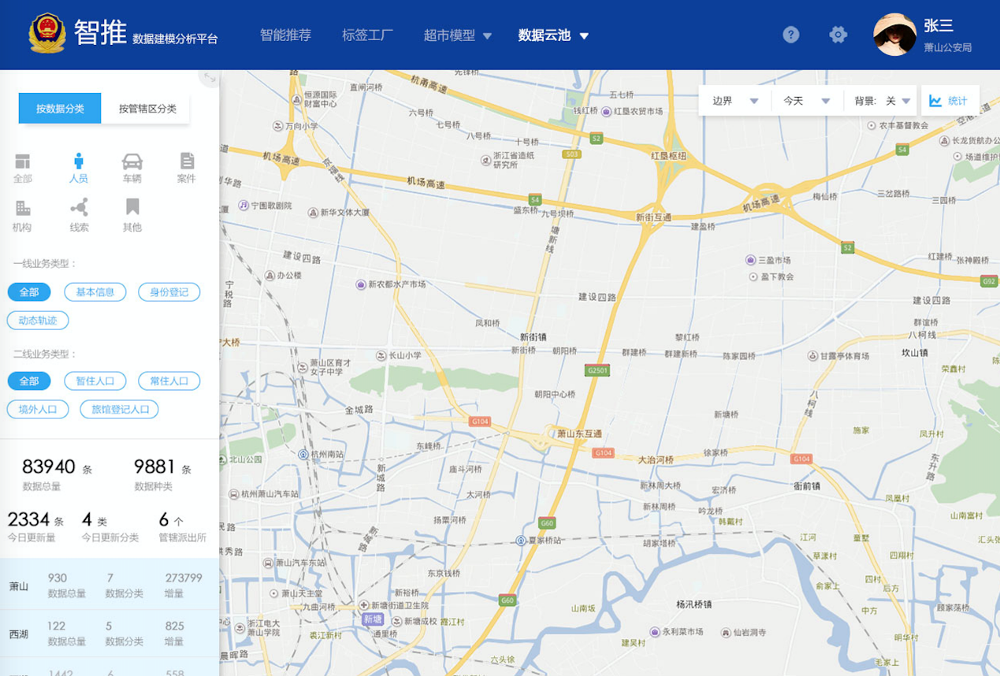 智推 数据建模分析平台
智能推荐 标签工厂 超市模型 数据云池
张三
萧山公安局
按数据分类 按管辖区分类
全部 人员 车辆 案件
机构 线索 其他
一线业务类型：
全部 基本信息 身份登记
动态轨迹
二线业务类型：
全部 暂住人口 常住人口
境外人口 旅馆登记人口
83940 条 9881 条
数据总量 数据种类
2334 条 4 类 6 个
今日更新量 今日更新分类 管辖派出所
萧山 930 7 273799
数据总量 数据分类 增量
西湖 122 5 825
数据总量 数据分类 增量
1442 6 558
边界 今天 背景: 关 统计
路
恒源国际
财富中心
直闸河桥
杭甬高速
先锋桥
五七桥
钱红桥
红垦农贸市场
农丰基督教会
空港大道
六号桥
七号桥
八号桥
十号桥
万向小学
S2
S03
S4
长龙货航办公
场道维护
道
机场高速
浙江省造纸
研究所
红垦枢纽
机场高速
宁围歌剧院
新华文体大厦
S4
盛东桥
九号坝桥
新街互通
建盈桥
机场高速
梅仙桥
三岔路桥
三园桥
塘新线
S2
建设四路
办公楼
新农都水产市场
三盈市场
盈下教会
红建桥
张神殿桥
G92
宁税路
建设四路
建设四路
凤和桥
新街镇
新街桥
朝阳桥
群建桥
黎红桥
群建新桥
陈家园桥
群谊桥
八柯线
甘露亭体育场
坎山镇
荣鑫村
宁大桥
萧山区育才
女子中学
长山小学
G2501
朝阳中心桥
八柯线
金城路
G104
萧山东互通
新塘桥
施家
凤升村
北山公园
杭州南站
东峰桥
G104
大治河桥
徐家桥
G104
东升路
庙斗河桥
新城路
杭州萧山汽车站
大河桥
新林周大桥
宏济桥
衙前镇
新林周桥
吟龙桥
凤凰村
山南富村
民路
新城路
扬粟河桥
G60
韩戴村
夏家桥站
胡家塔桥
江河
童墅
汇头张
秀路
萧山汽车东站
东京钱桥
草漾村
四翔村
萧山天主堂
新裕桥
俞家上
四村
后方
九曲河桥
新塘街道卫生院
G60
山南坂
杨汛桥镇
中方
顾家荡桥
新塘
新塘成校
霞江村
浙江电大
萧山学院
裘江新村
通里桥
永利菜市场
仙岩洞寺
建吴村
明华村
晨晖路
六头徐
毛家上